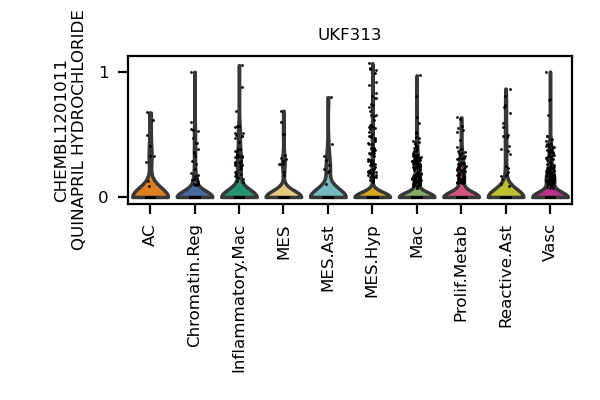 UKF313
CHEMBL1201011
QUINAPRIL HYDROCHLORIDE
1
0
AC
Chromatin.Reg
Inflammatory.Mac
MES
MES.Ast
MES.Hyp
Mac
Prolif.Metab
Reactive.Ast
Vasc